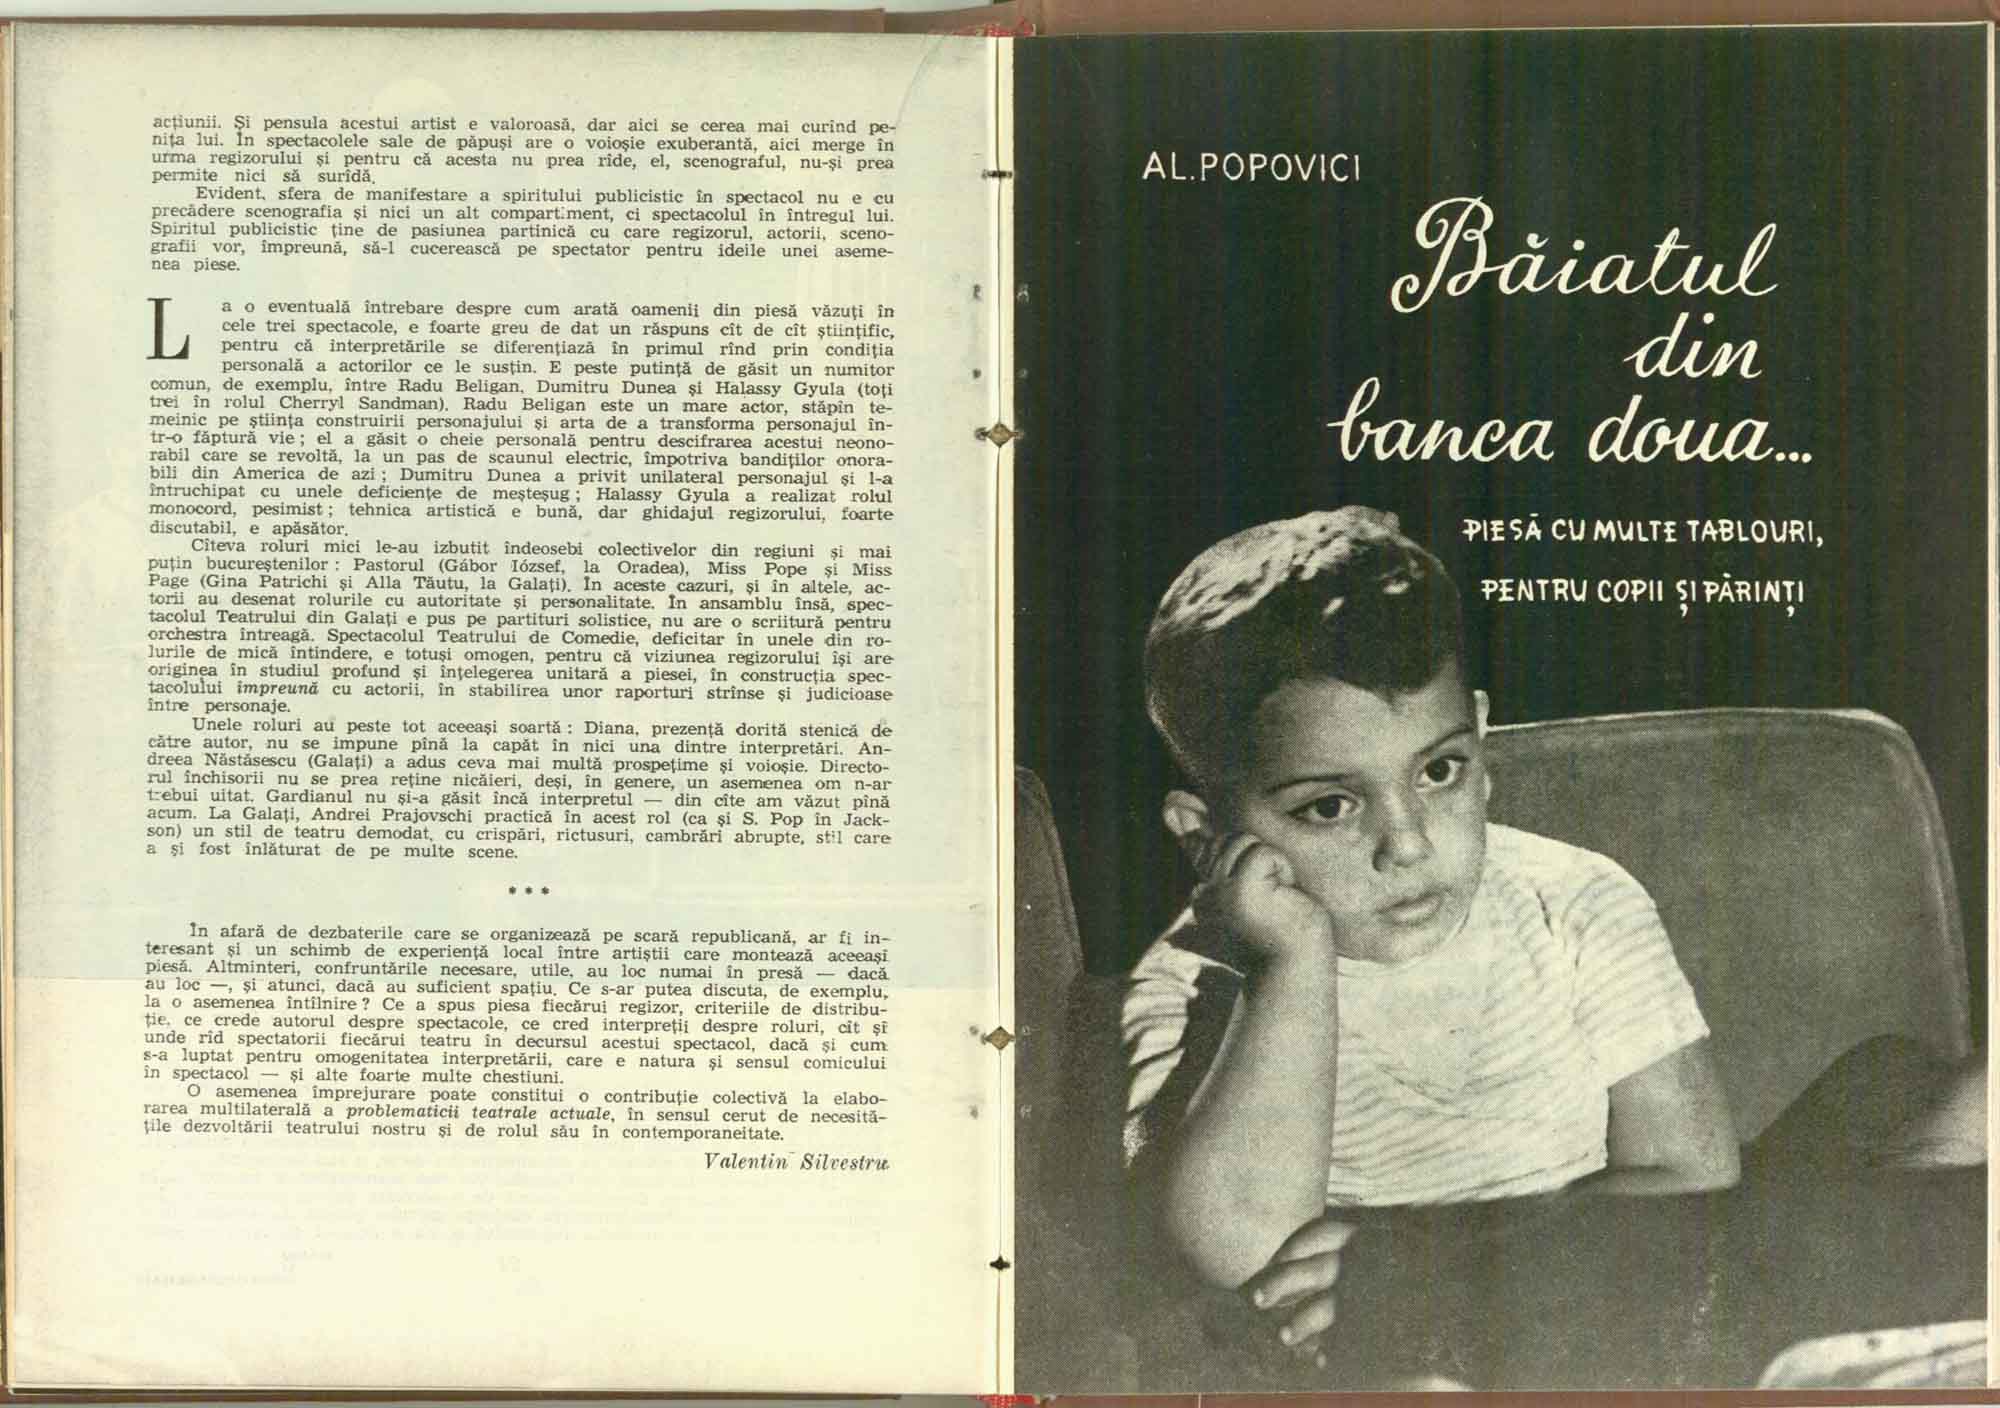 acțiunii. Și pensula acestui artist e valoroasă, dar aici se cerea mai curînd pe-
nița lui. În spectacolele sale de păpuși are o voioșie exuberantă, aici merge în
urma regizorului și pentru că acesta nu prea rîde, el, scenograful, nu-și prea
permite nici să surîdă.
Evident, sfera de manifestare a spiritului publicistic în spectacol nu e cu
precădere scenografia și nici un alt compartiment, ci spectacolul în întregul lui.
Spiritul publicistic ține de pasiunea partinică cu care regizorul, actorii, sceno-
grafii vor, împreună, să-l cucerească pe spectator pentru ideile unei aseme-
nea piese.
La o eventuală întrebare despre cum arată oamenii din piesă văzuți în
cele trei spectacole, e foarte greu de dat un răspuns cît de cît științific,
pentru că interpretările se diferențiază în primul rînd prin condiția
personală a actorilor ce le susțin. E peste putință de găsit un numitor
comun, de exemplu, între Radu Beligan, Dumitru Dunea și Halassy Gyula (toți
trei în rolul Cherryl Sandman). Radu Beligan este un mare actor, stăpîn te-
meinic pe știința construirii personajului și arta de a transforma personajul în-
tr-o făptură vie ; el a găsit o cheie personală pentru descifrarea acestui neono-
rabil care se revoltă, la un pas de scaunul electric, împotriva bandiților onora-
bili din America de azi ; Dumitru Dunea a privit unilateral personajul și l-a
întruchipat cu unele deficiențe de meșteșug ; Halassy Gyula a realizat rolul
monocord, pesimist ; tehnica artistică e bună, dar ghidajul regizorului, foarte
discutabil, e apăsător.
Cîteva roluri mici le-au izbutit îndeosebi colectivelor din regiuni și mai
puțin bucureștenilor : Pastorul (Gábor Iózsef, la Oradea), Miss Pope și Miss
Page (Gina Patrichi și Alla Tăutu, la Galați). În aceste cazuri, și în altele, ac-
torii au desenat rolurile cu autoritate și personalitate. În ansamblu însă, spec-
tacolul Teatrului din Galați e pus pe partituri solistice, nu are o scriitură pentru
orchestra întreagă. Spectacolul Teatrului de Comedie, deficitar în unele din ro-
lurile de mică întindere, e totuși omogen, pentru că viziunea regizorului își are
originea în studiul profund și înțelegerea unitară a piesei, în construcția spec-
tacolului împreună cu actorii, în stabilirea unor raporturi strînse și judicioase
între personaje.
Unele roluri au peste tot aceeași soartă : Diana, prezență dorită stenică de
către autor, nu se impune pînă la capăt în nici una dintre interpretări. An-
dreea Năstăsescu (Galați) a adus ceva mai multă prospețime și voioșie. Directo-
rul închisorii nu se prea reține nicăieri, deși, în genere, un asemenea om n-ar
trebui uitat. Gardianul nu și-a găsit încă interpretul — din cîte am văzut pînă
acum. La Galați, Andrei Prajovschi practică în acest rol (ca și S. Pop în Jack-
son) un stil de teatru demodat, cu crispări, rictusuri, cambrări abrupte, stil care
a și fost înlăturat de pe multe scene.
* * *
În afară de dezbaterile care se organizează pe scară republicană, ar fi in-
teresant și un schimb de experiență local între artiștii care montează aceeași
piesă. Altminteri, confruntările necesare, utile, au loc numai în presă — dacă
au loc —, și atunci, dacă au suficient spațiu. Ce s-ar putea discuta, de exemplu,
la o asemenea întîlnire ? Ce a spus piesa fiecărui regizor, criteriile de distribu-
ție, ce crede autorul despre spectacole, ce cred interpreții despre roluri, cît și
unde rîd spectatorii fiecărui teatru în decursul acestui spectacol, dacă și cum
s-a luptat pentru omogenitatea interpretării, care e natura și sensul comicului
în spectacol — și alte foarte multe chestiuni.
O asemenea împrejurare poate constitui o contribuție colectivă la elabo-
rarea multilaterală a problematicii teatrale actuale, în sensul cerut de necesită-
țile dezvoltării teatrului nostru și de rolul său în contemporaneitate.
Valentin Silvestru
AL. POPOVICI
Băiatul
din
banca doua...
PIESĂ CU MULTE TABLOURI,
PENTRU COPII ȘI PĂRINȚI